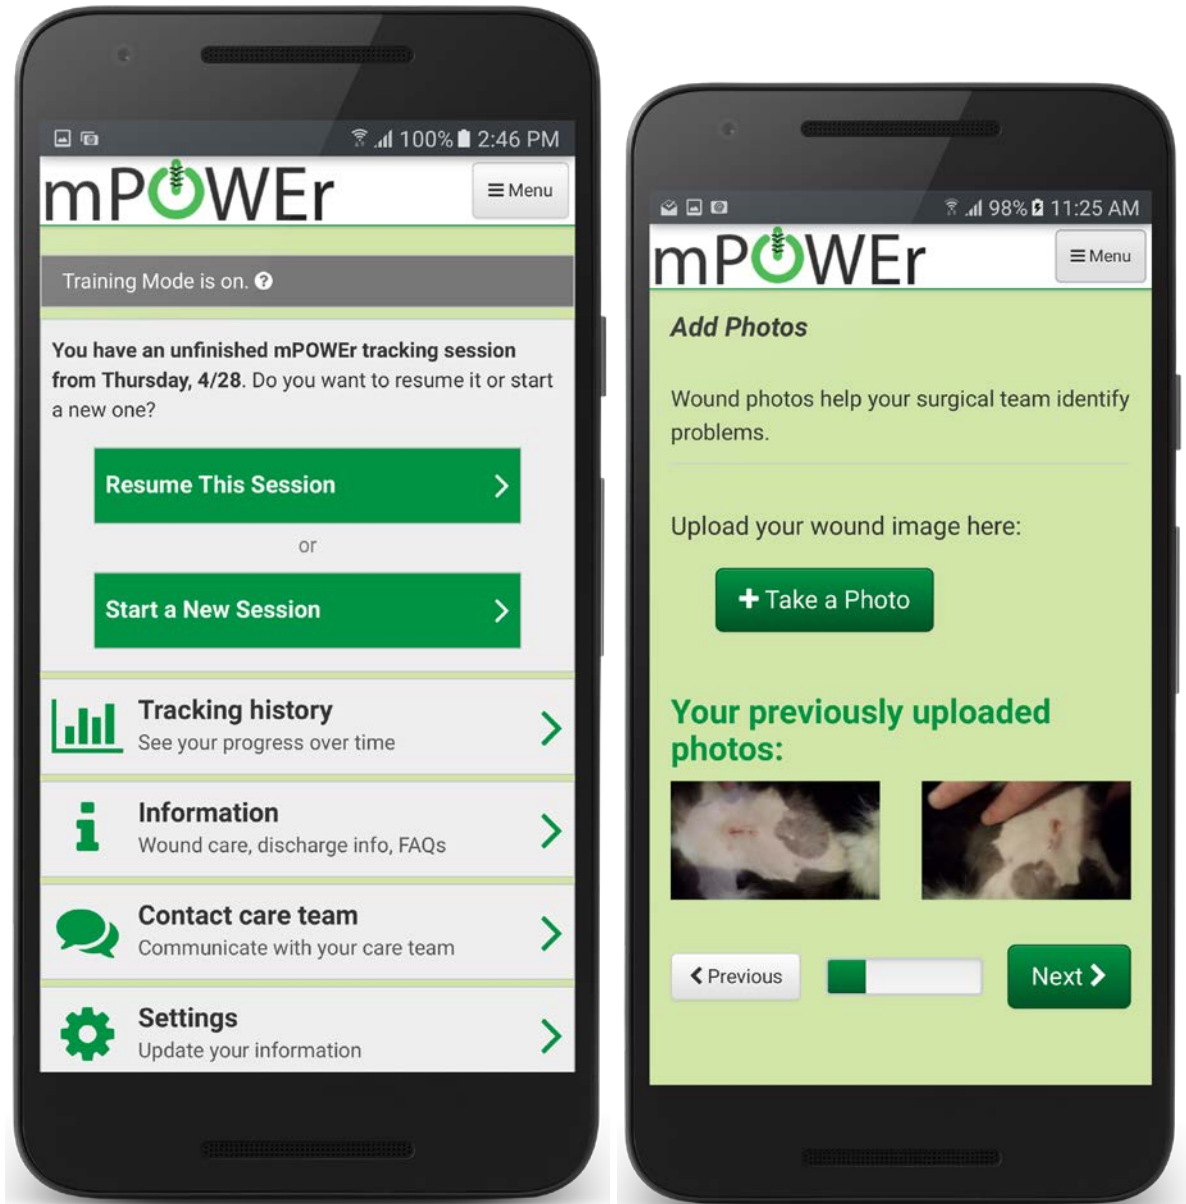 100% 2:46 PM
mPOWEr
Menu
Training Mode is on. ?
You have an unfinished mPOWEr tracking session
from Thursday, 4/28. Do you want to resume it or start
a new one?
Resume This Session
or
Start a New Session
Tracking history
See your progress over time
Information
Wound care, discharge info, FAQs
Contact care team
Communicate with your care team
Settings
Update your information
98% 11:25 AM
mPOWEr
Menu
Add Photos
Wound photos help your surgical team identify
problems.
Upload your wound image here:
+ Take a Photo
Your previously uploaded
photos:
Previous
Next